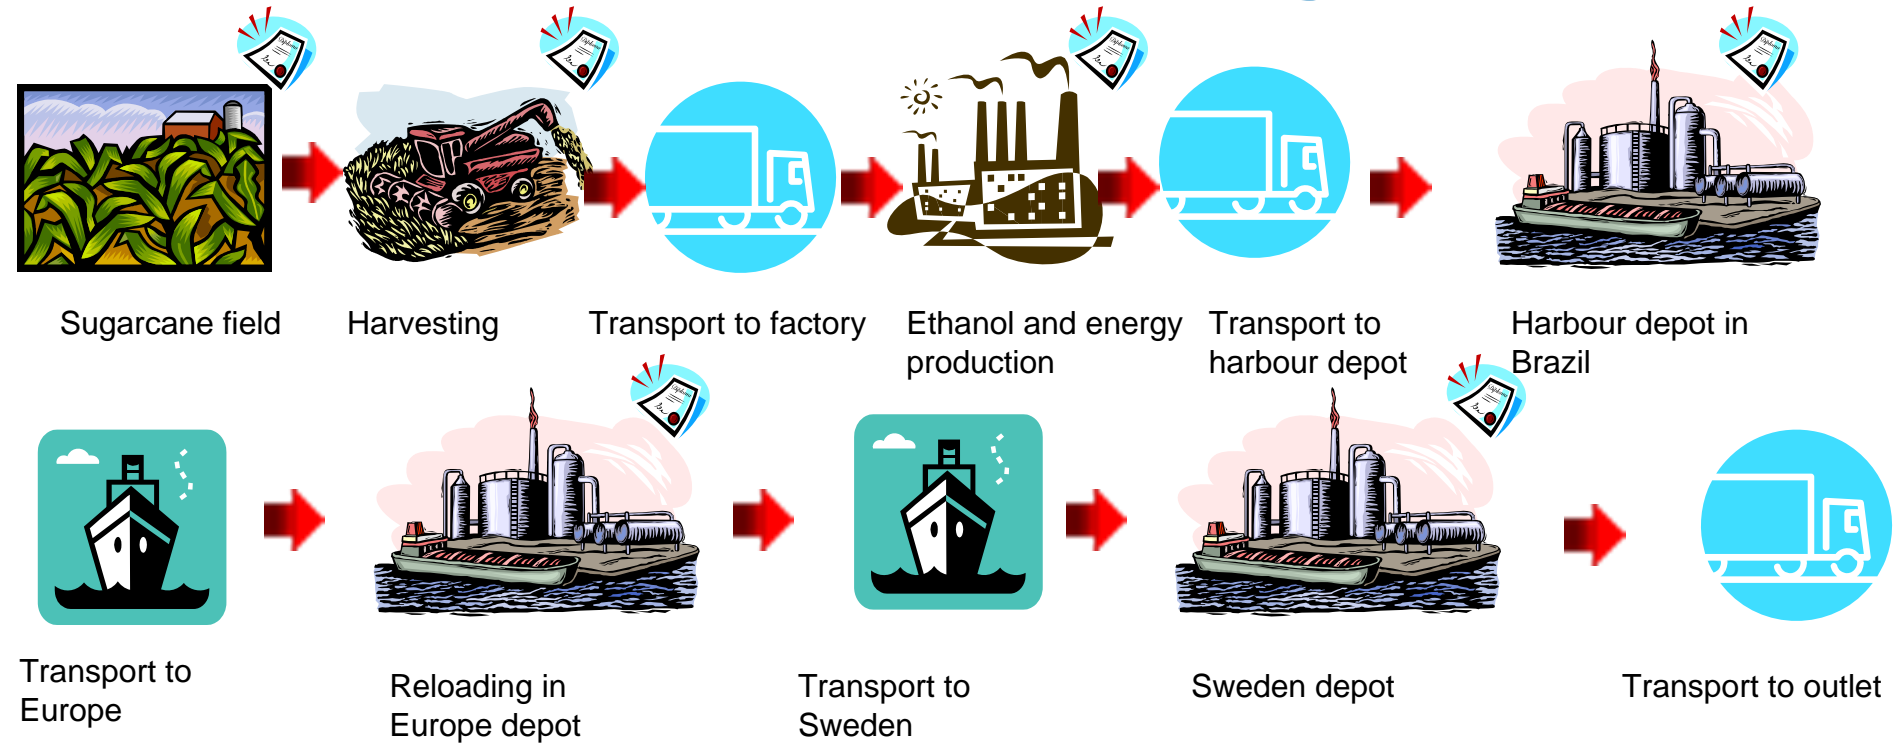 Sugarcane field
Harvesting
Transport to factory
Ethanol and energy
production
Transport to
harbour depot
Harbour depot in
Brazil
Transport to
Europe
Reloading in
Europe depot
Transport to
Sweden
Sweden depot
Transport to outlet